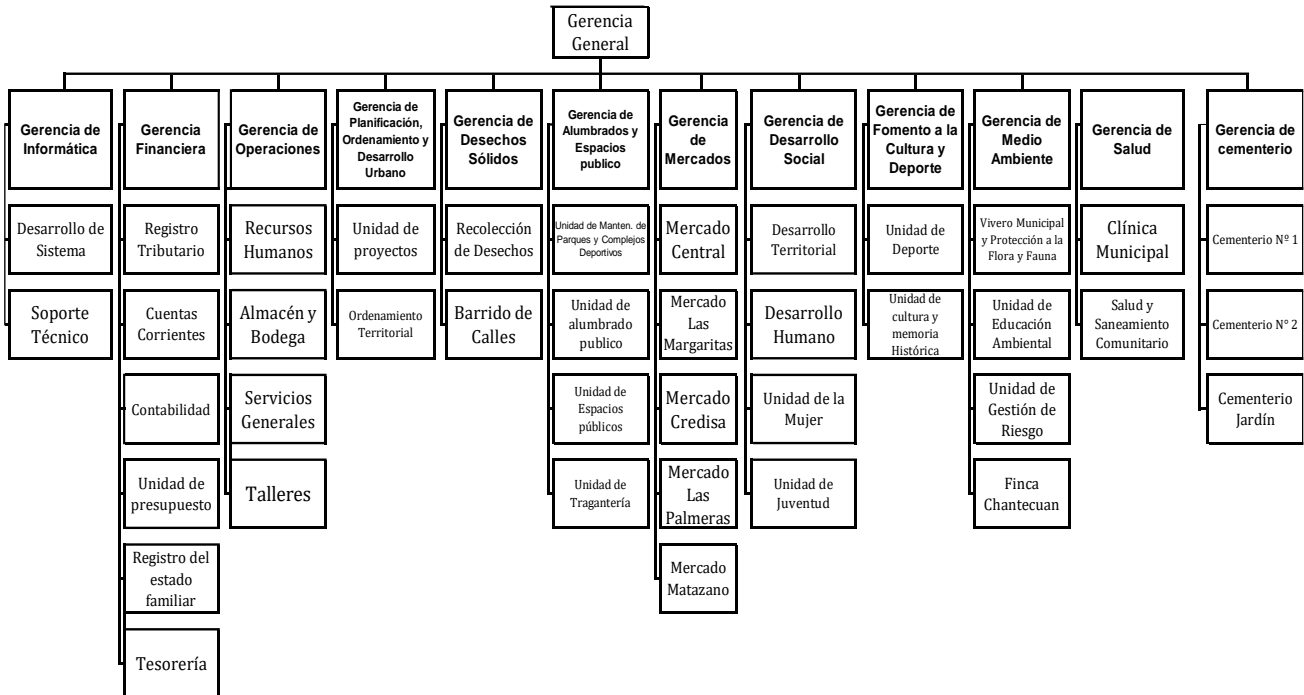 Gerencia
General
Gerencia de
Informática
Gerencia
Financiera
Gerencia de
Operaciones
Gerencia de
Planificación,
Ordenamiento y
Desarrollo
Urbano
Gerencia de
Desechos
Sólidos
Gerencia de
Alumbrados y
Espacios
publico
Gerencia
de
Mercados
Gerencia de
Desarrollo
Social
Gerencia de
Fomento a la
Cultura y
Deporte
Gerencia de
Medio
Ambiente
Gerencia de
Salud
Gerencia de
cementerio
Desarrollo de
Sistema
Registro
Tributario
Recursos
Humanos
Unidad de
proyectos
Recolección
de Desechos
Unidad de Manten. de
Parques y Complejos
Deportivos
Mercado
Central
Desarrollo
Territorial
Unidad de
Deporte
Vivero Municipal
y Protección a la
Flora y Fauna
Clínica
Municipal
Cementerio Nº 1
Soporte
Técnico
Cuentas
Corrientes
Almacén y
Bodega
Ordenamiento
Territorial
Barrido de
Calles
Unidad de
alumbrado
publico
Mercado
Las
Margaritas
Desarrollo
Humano
Unidad de
cultura y
memoria
Histórica
Unidad de
Educación
Ambiental
Salud y
Saneamiento
Comunitario
Cementerio N° 2
Contabilidad
Servicios
Generales
Unidad de
Espacios
públicos
Mercado
Credisa
Unidad de la
Mujer
Unidad de
Gestión de
Riesgo
Cementerio
Jardín
Unidad de
presupuesto
Talleres
Unidad de
Tragantería
Mercado
Las
Palmeras
Unidad de
Juventud
Finca
Chantecuan
Registro del
estado
familiar
Mercado
Matazano
Tesorería